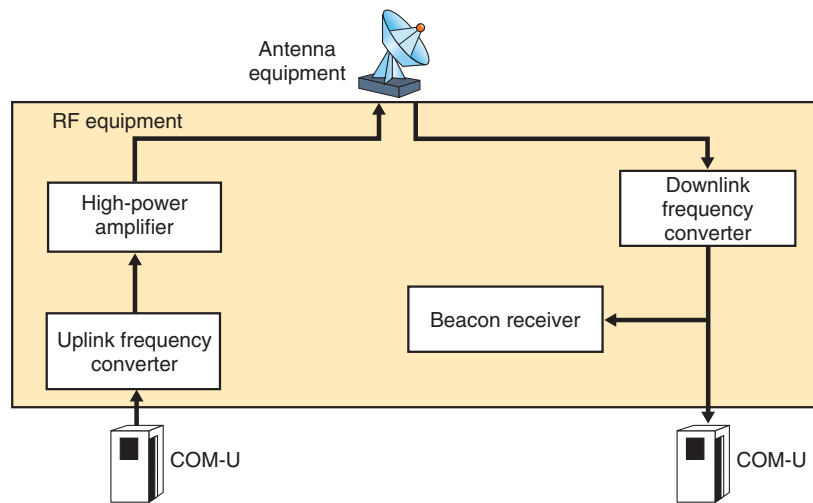 Antenna
equipment
RF equipment
High-power
amplifier
Downlink
frequency
converter
Uplink frequency
converter
Beacon receiver
COM-U
COM-U